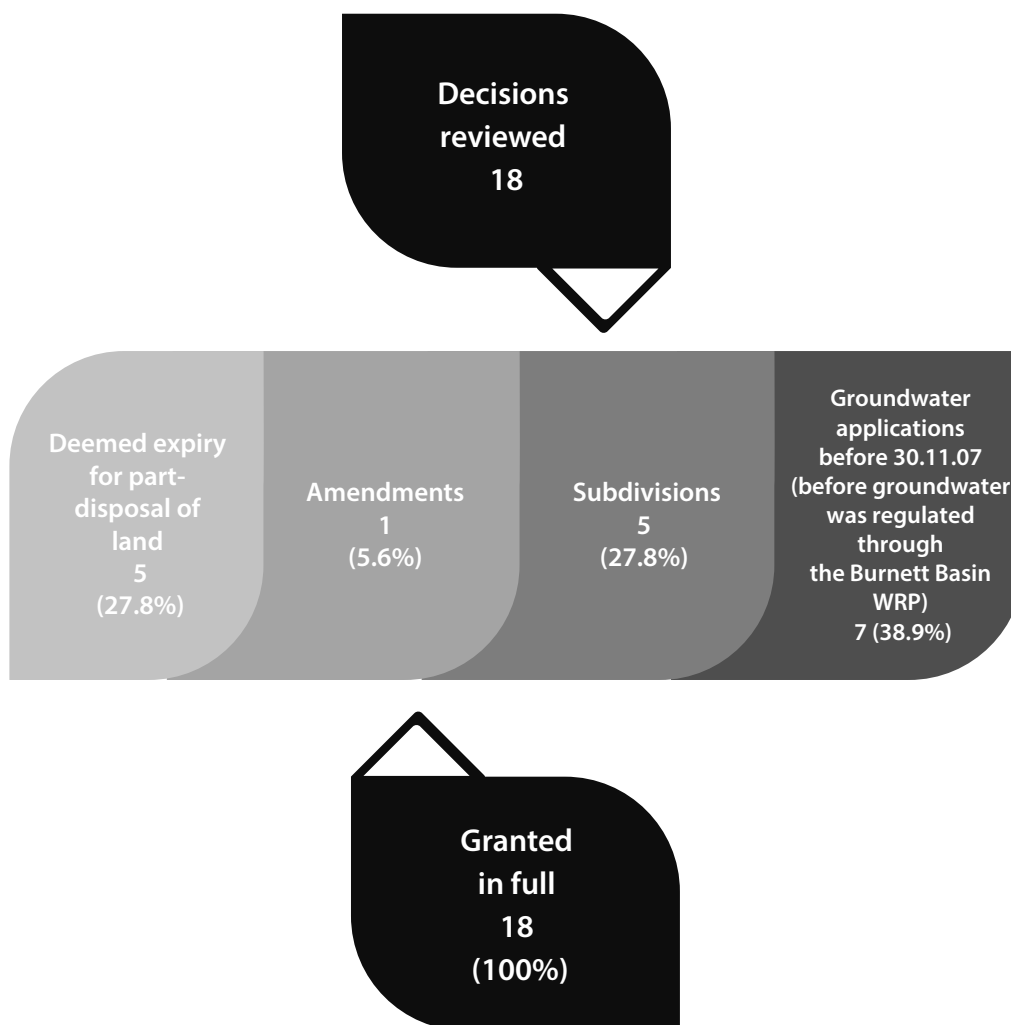 Decisions
reviewed
18
Deemed expiry
for part-
disposal of
land
5
(27.8%)
Amendments
1
(5.6%)
Subdivisions
5
(27.8%)
Groundwater
applications
before 30.11.07
(before groundwater
was regulated
through
the Burnett Basin
WRP)
7 (38.9%)
Granted
in full
18
(100%)